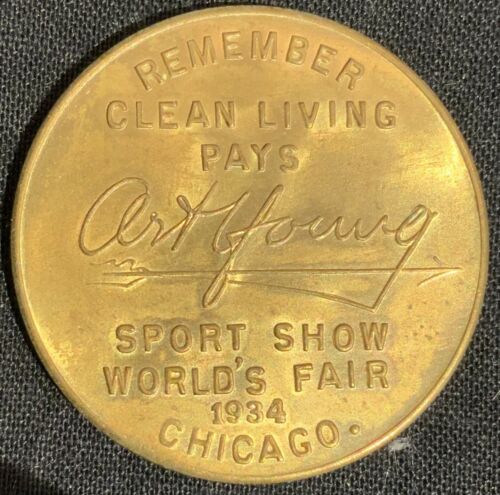 REMEMBER
CLEAN LIVING
PAYS
Art Young
SPORT SHOW
WORLD'S FAIR
1934
CHICAGO.